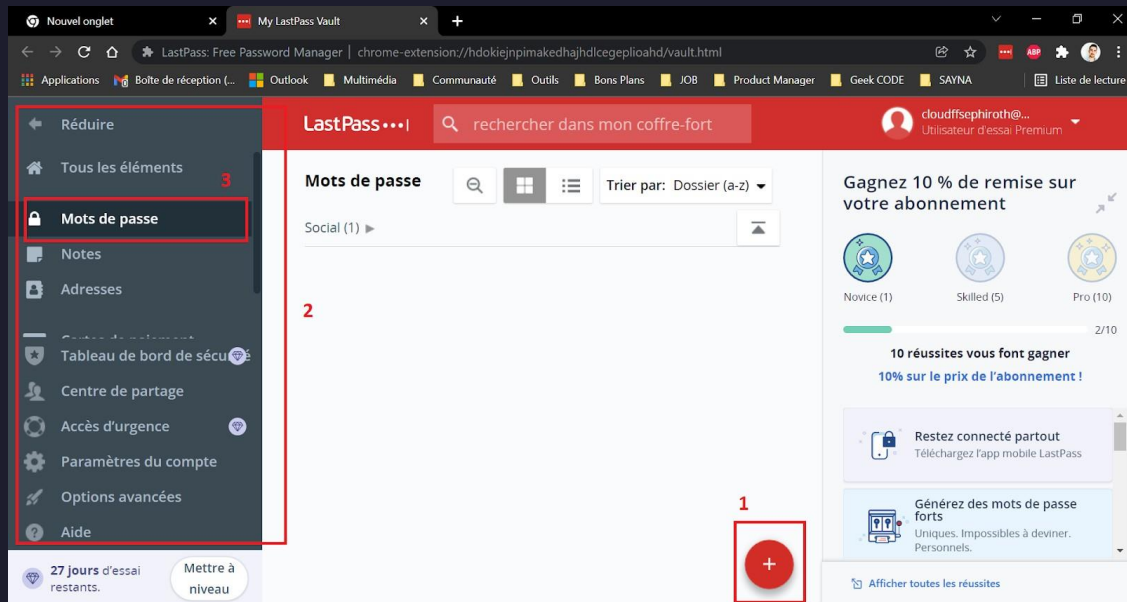 Nouvel onglet
My LastPass Vault
LastPass: Free Password Manager | chrome-extension://hdokiejnpimakedhajhdlcegeplioahd/vault.html
ABP
Applications
Boîte de réception (...
Outlook
Multimédia
Communauté
Outils
Bons Plans
JOB
Product Manager
Geek CODE
SAYNA
Liste de lecture
Réduire
Tous les éléments
3
Mots de passe
Notes
Adresses
Cartes de paiement
Tableau de bord de sécurité
Centre de partage
Accès d'urgence
Paramètres du compte
Options avancées
Aide
27 jours d'essai
restants.
Mettre à
niveau
2
LastPass
rechercher dans mon coffre-fort
cloudffsephiroth@...
Utilisateur d'essai Premium
Mots de passe
Trier par: Dossier (a-z)
Social (1)
1
+
Gagnez 10 % de remise sur
votre abonnement
Novice (1)
Skilled (5)
Pro (10)
2/10
10 réussites vous font gagner
10% sur le prix de l'abonnement !
Restez connecté partout
Téléchargez l'app mobile LastPass
Générez des mots de passe
forts
Uniques. Impossibles à deviner.
Personnels.
Afficher toutes les réussites